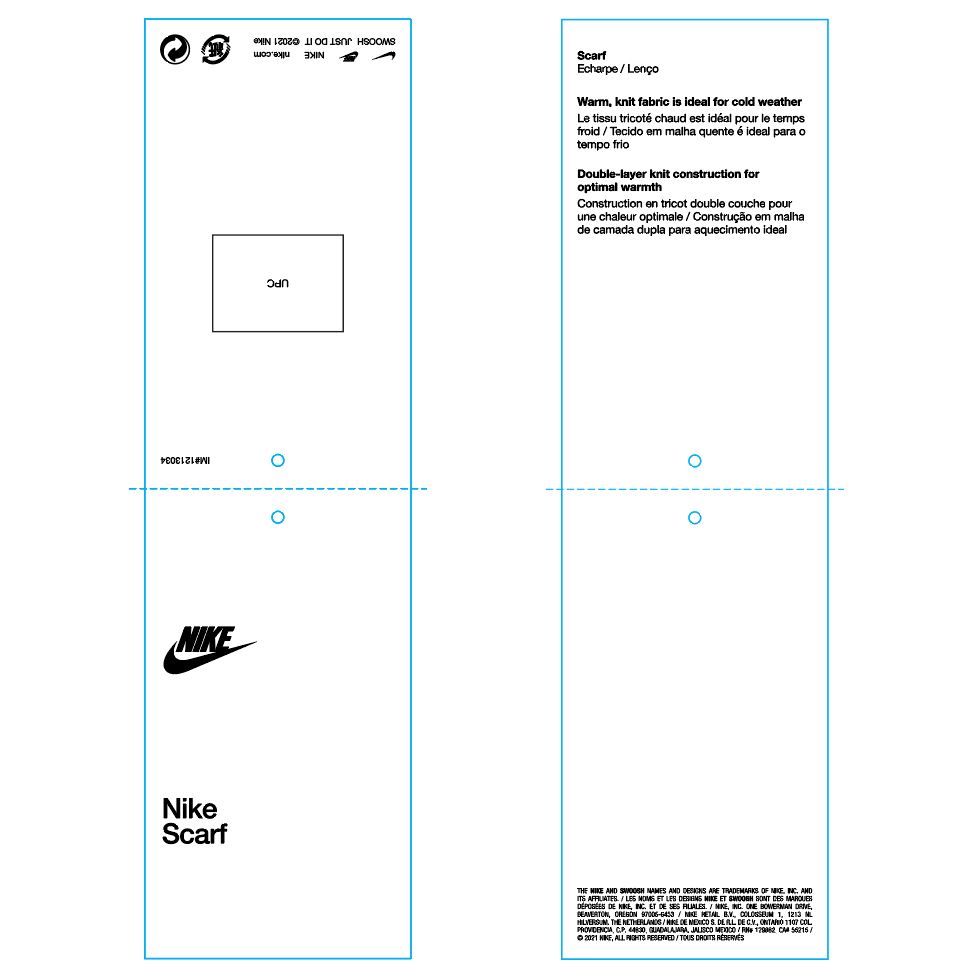 SWOOSH JUST DO IT ©2021 Nike
NIKE nike.com
UPC
IM#1213034
NIKE
Nike
Scarf
Scarf
Echarpe / Lenço
Warm, knit fabric is ideal for cold weather
Le tissu tricoté chaud est idéal pour le temps
froid / Tecido em malha quente é ideal para o
tempo frio
Double-layer knit construction for
optimal warmth
Construction en tricot double couche pour
une chaleur optimale / Construção em malha
de camada dupla para aquecimento ideal
THE NIKE AND SWOOSH NAMES AND DESIGNS ARE TRADEMARKS OF NIKE, INC. AND
ITS AFFILIATES. / LES NOMS ET LES DESIGNS NIKE ET SWOOSH SONT DES MARQUES
DÉPOSÉES DE NIKE, INC. ET DE SES FILIALES. / NIKE, INC. ONE BOWERMAN DRIVE,
BEAVERTON, OREGON 97005-6453 / NIKE RETAIL B.V., COLOSSEUM 1, 1213 NL
HILVERSUM, THE NETHERLANDS / NIKE DE MEXICO S. DE R.L. DE C.V., ONTARIO 1107 COL.
PROVIDENCIA, C.P. 44630, GUADALAJARA, JALISCO MEXICO / RN# 129862, CA# 56215 /
© 2021 NIKE, ALL RIGHTS RESERVED / TOUS DROITS RÉSERVÉS